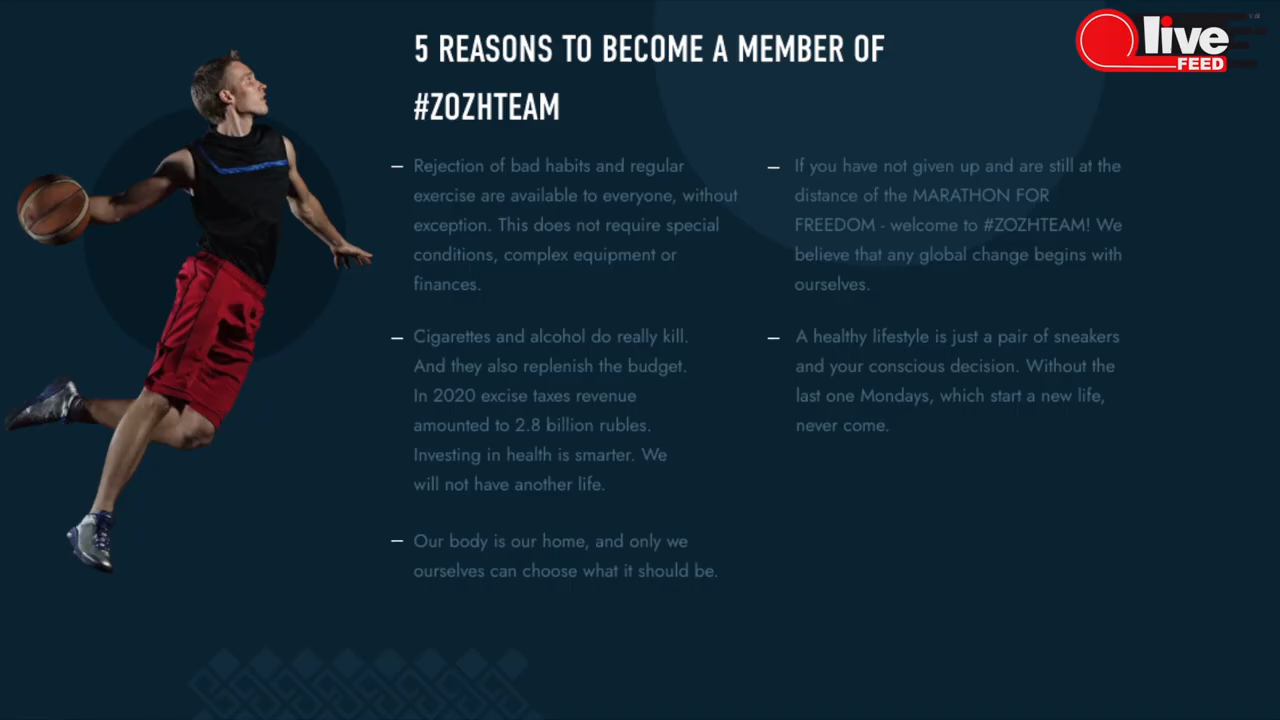 5 REASONS TO BECOME A MEMBER OF
#ZOZHTEAM
live
FEED
– Rejection of bad habits and regular
exercise are available to everyone, without
exception. This does not require special
conditions, complex equipment or
finances.
– Cigarettes and alcohol do really kill.
And they also replenish the budget.
In 2020 excise taxes revenue
amounted to 2.8 billion rubles.
Investing in health is smarter. We
will not have another life.
– Our body is our home, and only we
ourselves can choose what it should be.
– If you have not given up and are still at the
distance of the MARATHON FOR
FREEDOM - welcome to #ZOZHTEAM! We
believe that any global change begins with
ourselves.
– A healthy lifestyle is just a pair of sneakers
and your conscious decision. Without the
last one Mondays, which start a new life,
never come.